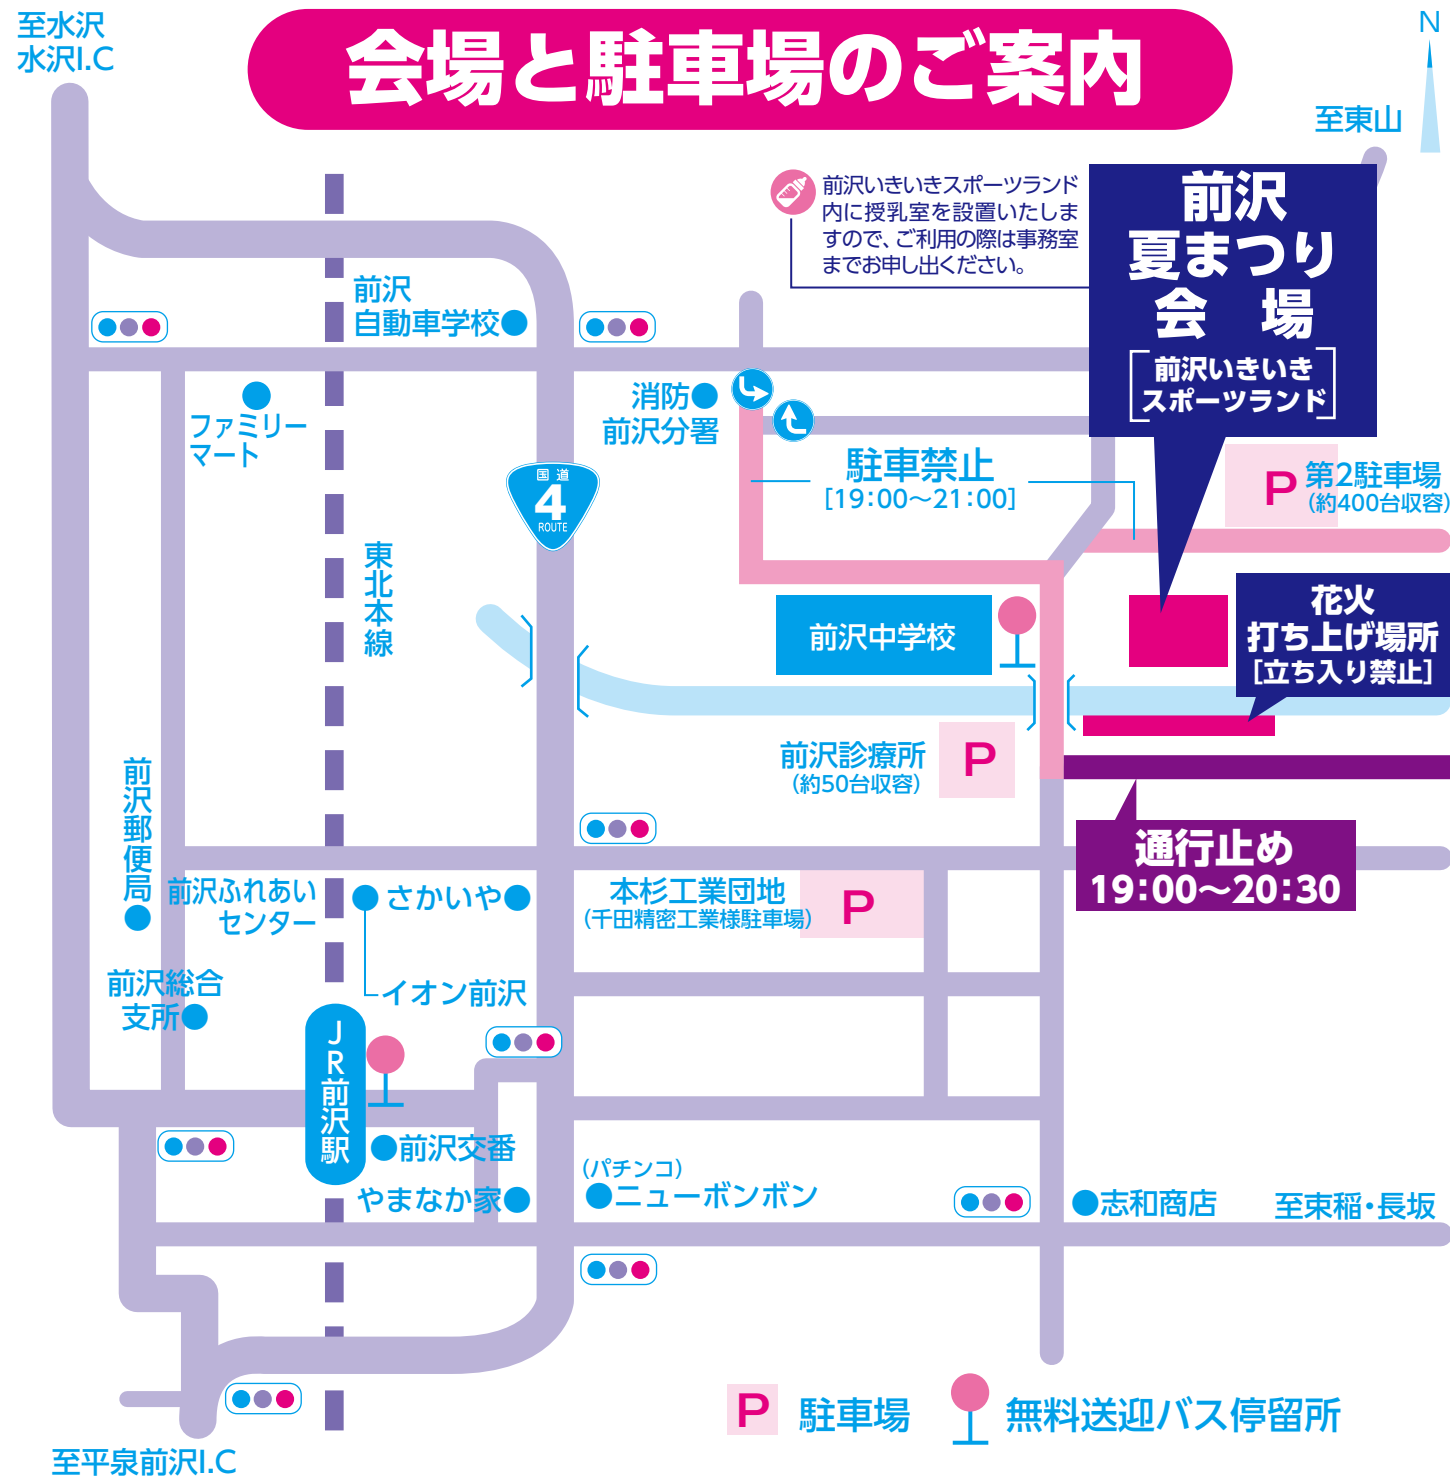 会場と駐車場のご案内
至水沢
水沢I.C
N
至東山
前沢いきいきスポーツランド
内に授乳室を設置いたしま
すので、ご利用の際は事務室
までお申し出ください。
前沢
夏まつり
会 場
[前沢いきいき
スポーツランド]
前沢
自動車学校
ファミリー
マート
消防
前沢分署
駐車禁止
[19:00〜21:00]
P
第2駐車場
(約400台収容)
国道
4
ROUTE
東北本線
前沢中学校
花火
打ち上げ場所
[立ち入り禁止]
前沢診療所
(約50台収容)
P
前沢郵便局
通行止め
19:00〜20:30
前沢ふれあい
センター
さかいや
本杉工業団地
(千田精密工業様駐車場)
P
前沢総合
支所
イオン前沢
JR前沢駅
前沢交番
やまなか家
(パチンコ)
ニューボンボン
志和商店
至束稲・長坂
P 駐車場
無料送迎バス停留所
至平泉前沢I.C